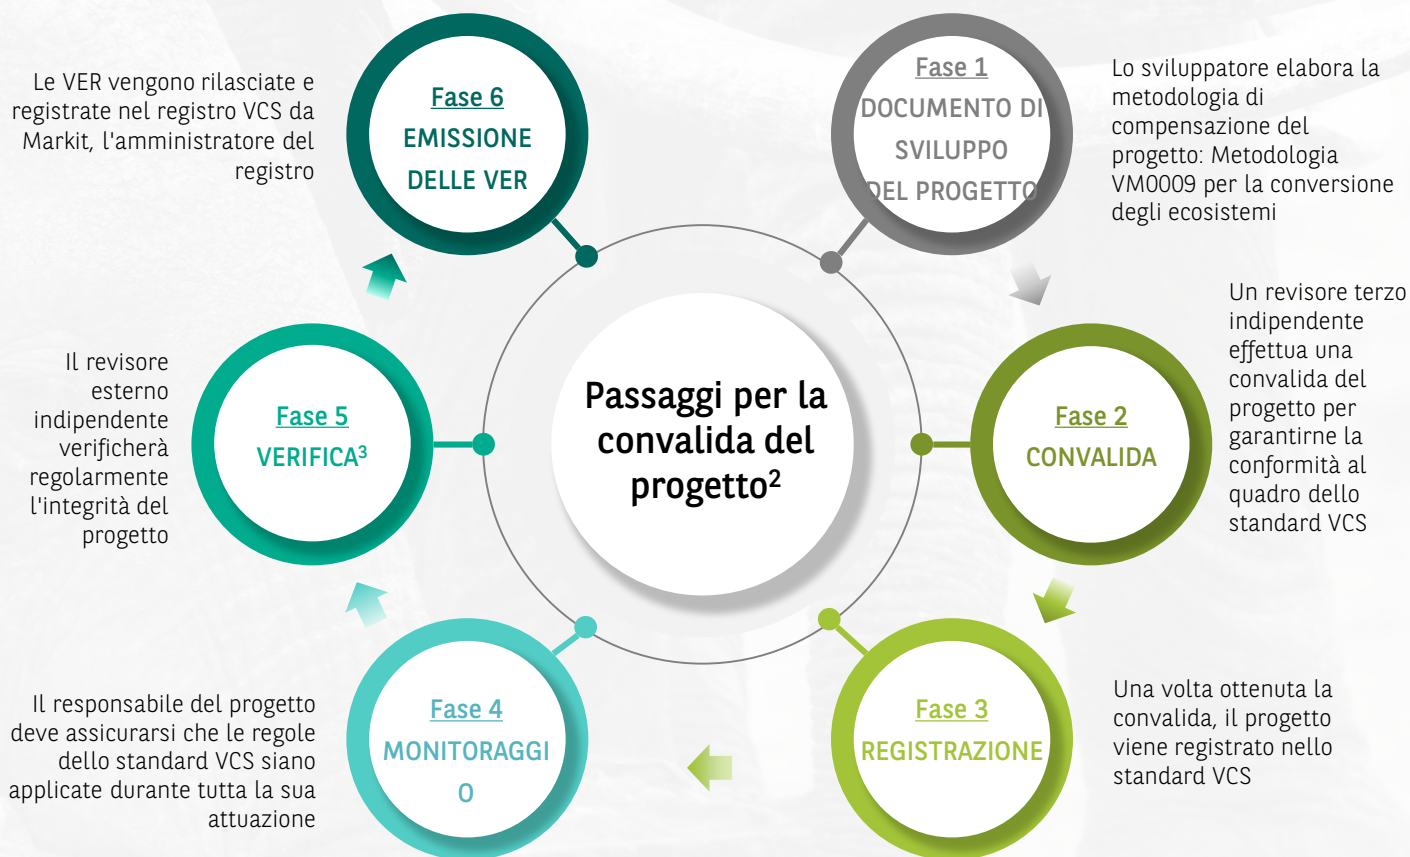 Passaggi per la
convalida del
progetto²
Fase 1
DOCUMENTO DI
SVILUPPO
DEL PROGETTO
Lo sviluppatore elabora la
metodologia di
compensazione del
progetto: Metodologia
VM0009 per la conversione
degli ecosistemi
Fase 2
CONVALIDA
Un revisore terzo
indipendente
effettua una
convalida del
progetto per
garantirne la
conformità al
quadro dello
standard VCS
Fase 3
REGISTRAZIONE
Una volta ottenuta la
convalida, il progetto
viene registrato nello
standard VCS
Fase 4
MONITORAGGI
O
Il responsabile del progetto
deve assicurarsi che le regole
dello standard VCS siano
applicate durante tutta la sua
attuazione
Fase 5
VERIFICA³
Il revisore
esterno
indipendente
verificherà
regolarmente
l'integrità del
progetto
Fase 6
EMISSIONE
DELLE VER
Le VER vengono rilasciate e
registrate nel registro VCS da
Markit, l'amministratore del
registro